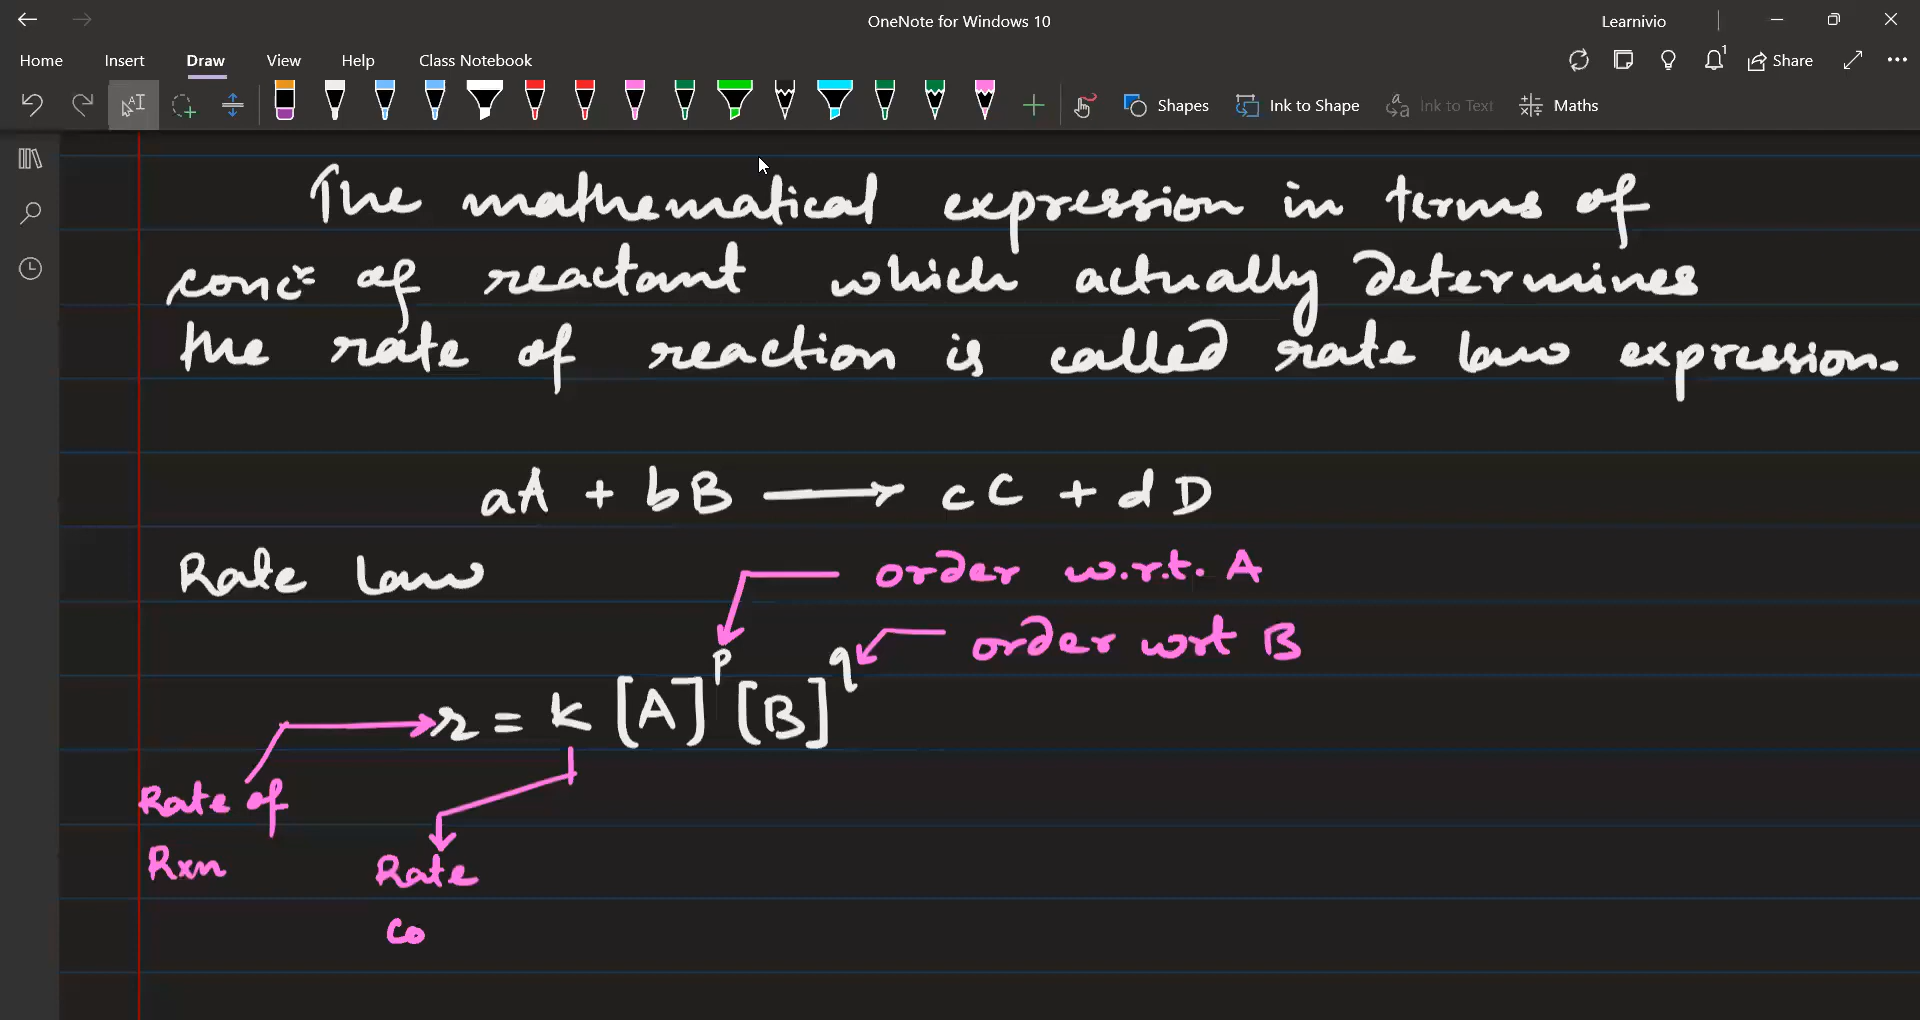 OneNote for Windows 10
Learnivio
Home Insert Draw View Help Class Notebook
1
Share
Shapes Ink to Shape Ink to Text Maths
The mathematical expression in terms of
concⁿ of reactant which actually determines
the rate of reaction is called rate law expression.
aA + bB ⟶ cC + dD
Rate law
order w.r.t. A
order wrt B
r = k [A]^p [B]^q
Rate of
Rxn
Rate
co